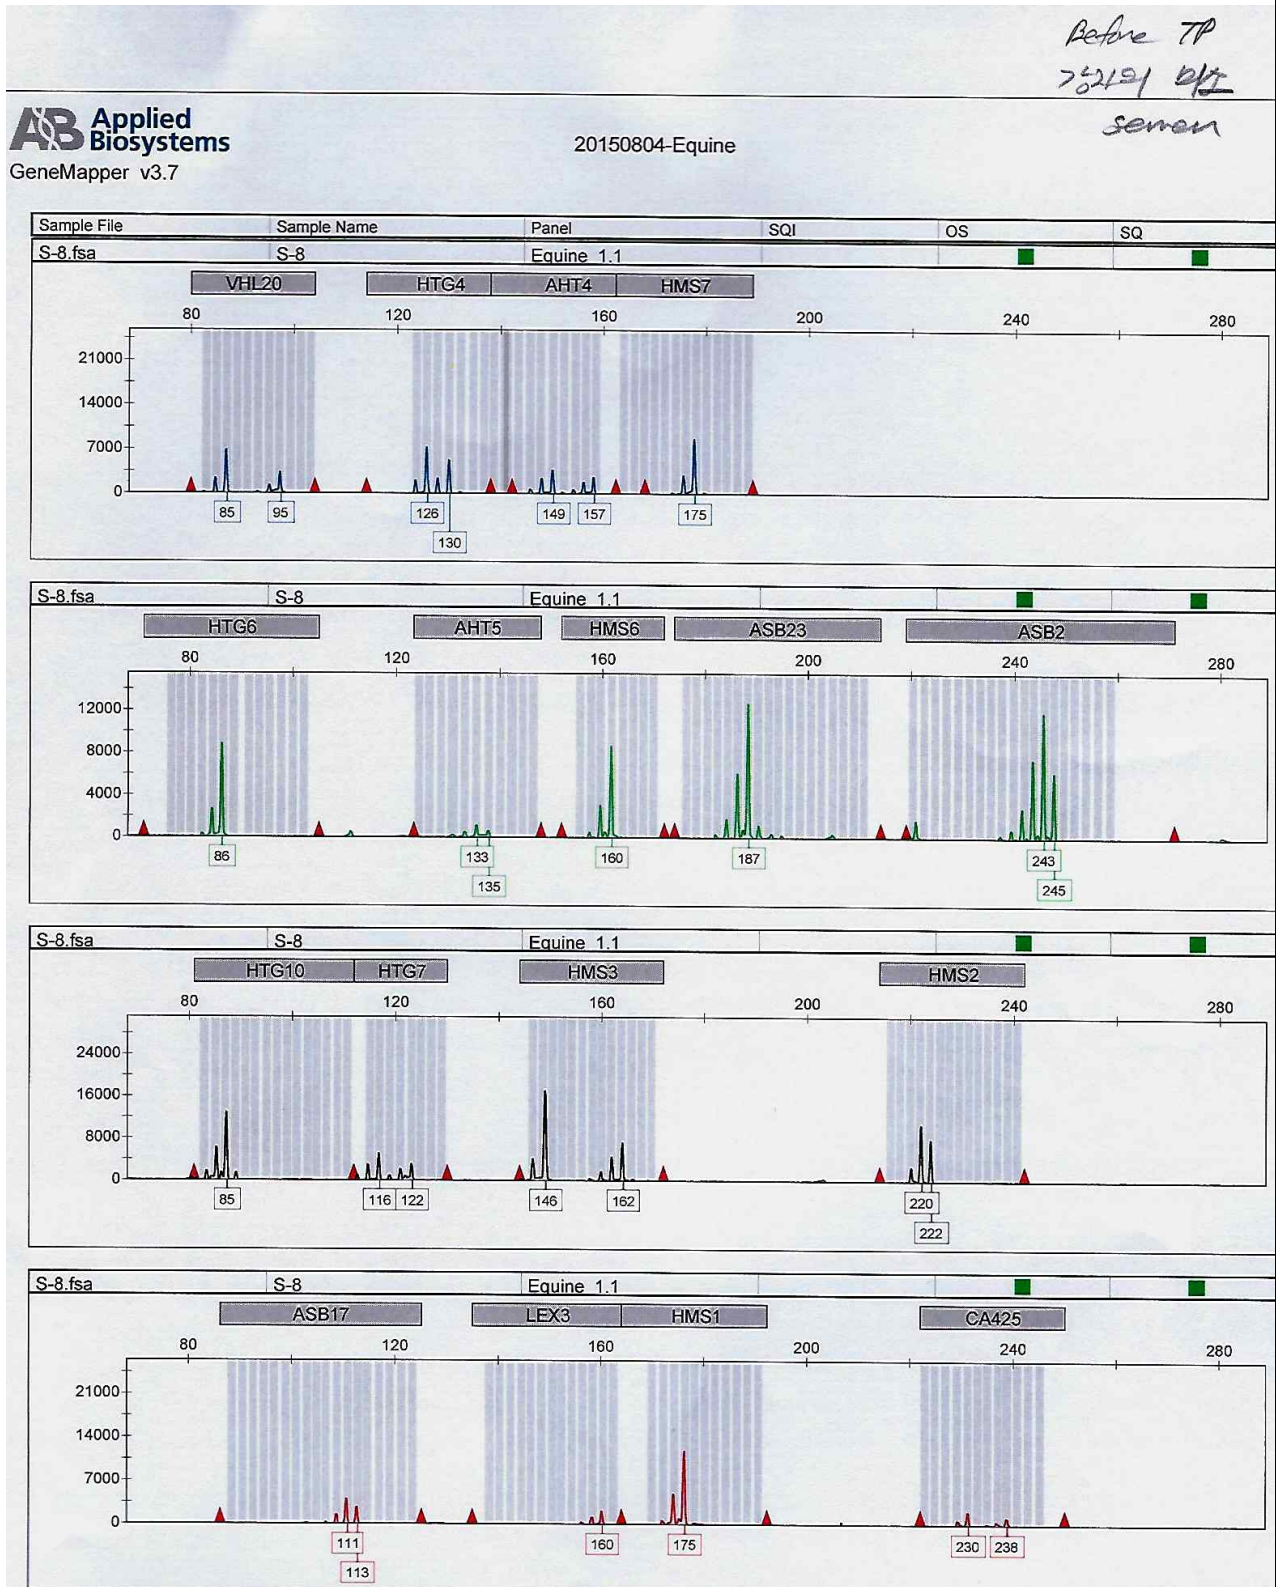 Before TP
강외의 미소
semen
AB Applied
Biosystems
GeneMapper v3.7
20150804-Equine
Sample File Sample Name Panel SQI OS SQ
S-8.fsa S-8 Equine 1.1
VHL20 HTG4 AHT4 HMS7
80 120 160 200 240 280
21000
14000
7000
0
85 95 126 149 157 175
130
S-8.fsa S-8 Equine 1.1
HTG6 AHT5 HMS6 ASB23 ASB2
80 120 160 200 240 280
12000
8000
4000
0
86 133 160 187 243
135 245
S-8.fsa S-8 Equine 1.1
HTG10 HTG7 HMS3 HMS2
80 120 160 200 240 280
24000
16000
8000
0
85 116 122 146 162 220
222
S-8.fsa S-8 Equine 1.1
ASB17 LEX3 HMS1 CA425
80 120 160 200 240 280
21000
14000
7000
0
111 160 175 230 238
113